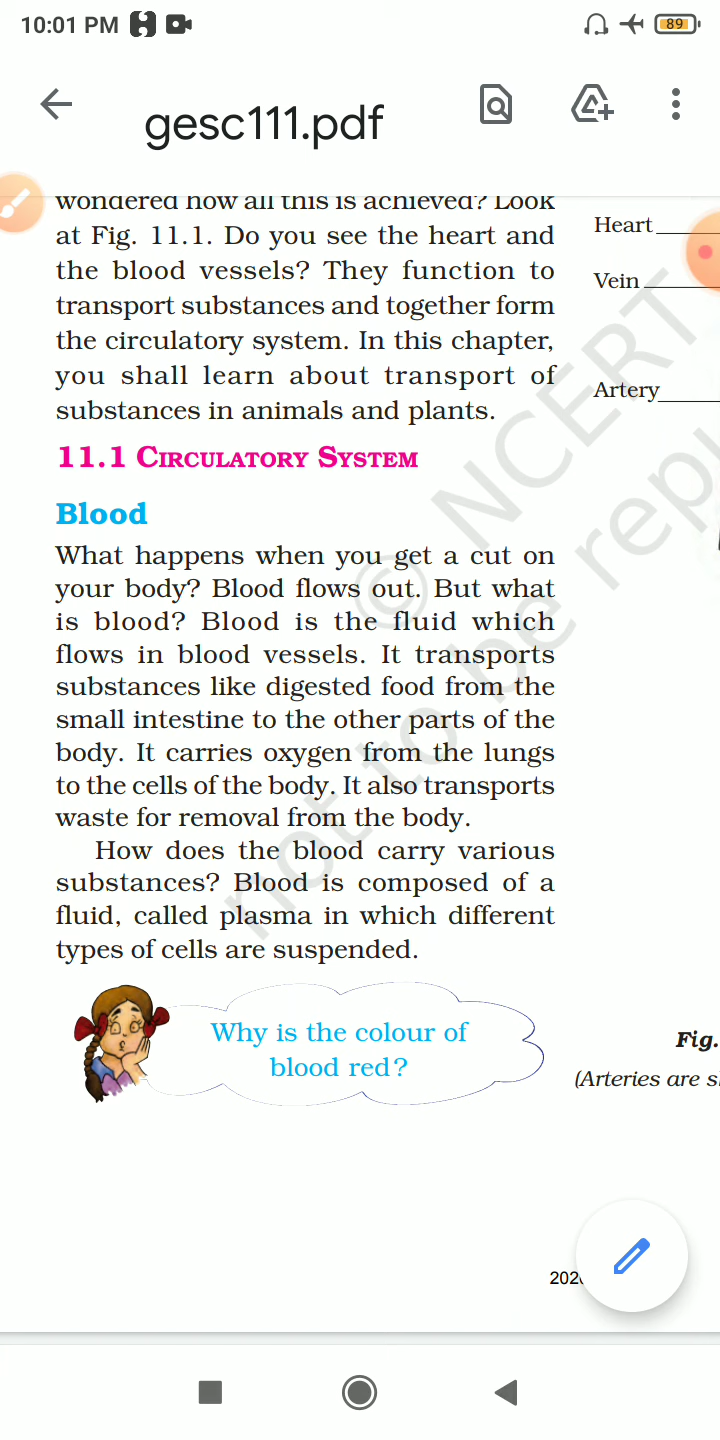 10:01 PM
89
gesc111.pdf
wondered how all this is achieved? Look
at Fig. 11.1. Do you see the heart and
the blood vessels? They function to
transport substances and together form
the circulatory system. In this chapter,
you shall learn about transport of
substances in animals and plants.
11.1 CIRCULATORY SYSTEM
Blood
What happens when you get a cut on
your body? Blood flows out. But what
is blood? Blood is the fluid which
flows in blood vessels. It transports
substances like digested food from the
small intestine to the other parts of the
body. It carries oxygen from the lungs
to the cells of the body. It also transports
waste for removal from the body.
How does the blood carry various
substances? Blood is composed of a
fluid, called plasma in which different
types of cells are suspended.
Why is the colour of
blood red?
Heart
Vein
Artery
Fig.
(Arteries are
© NCERT
not to be